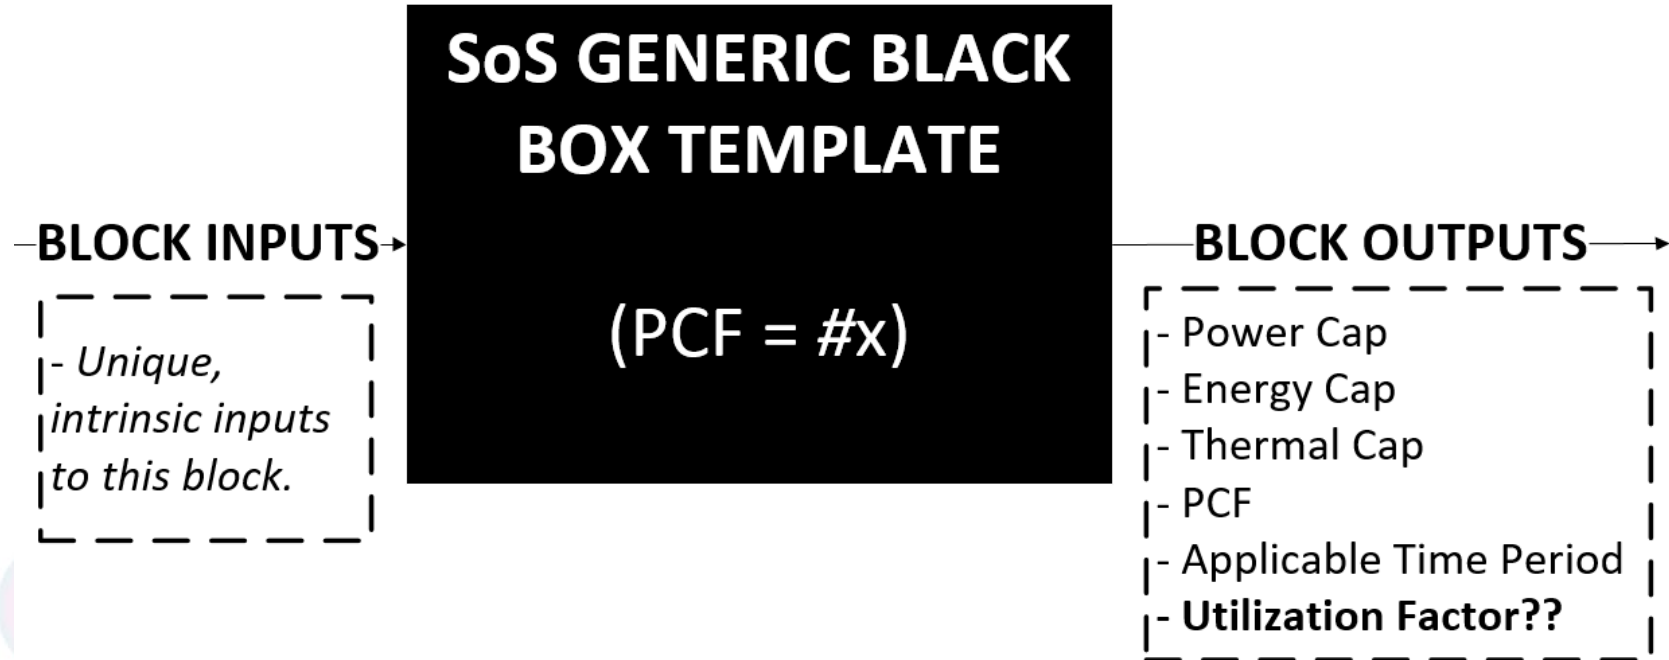 SoS GENERIC BLACK
BOX TEMPLATE
(PCF = #x)
BLOCK INPUTS
- Unique,
intrinsic inputs
to this block.
BLOCK OUTPUTS
- Power Cap
- Energy Cap
- Thermal Cap
- PCF
- Applicable Time Period
- Utilization Factor??